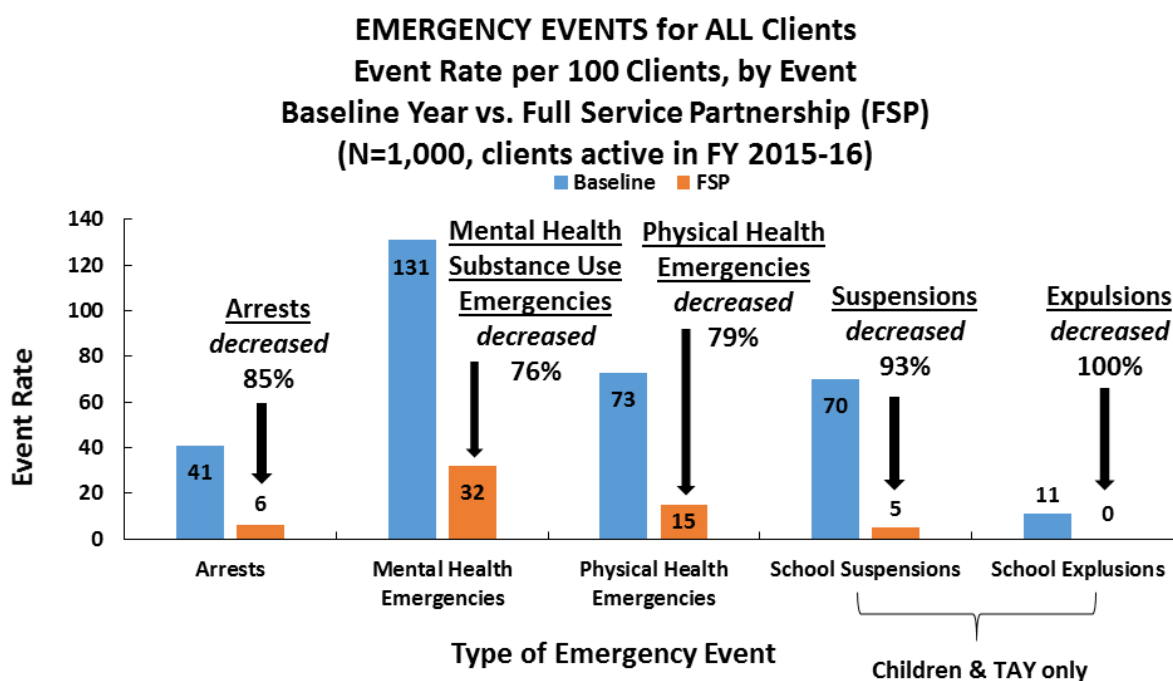 EMERGENCY EVENTS for ALL Clients
Event Rate per 100 Clients, by Event
Baseline Year vs. Full Service Partnership (FSP)
(N=1,000, clients active in FY 2015-16)
Baseline FSP
Event Rate
140
120
100
80
60
40
20
0
Arrests
decreased
85%
Mental Health
Substance Use
Emergencies
decreased
76%
Physical Health
Emergencies
decreased
79%
Suspensions
decreased
93%
Expulsions
decreased
100%
41
6
131
32
73
15
70
5
11
0
Arrests
Mental Health
Emergencies
Physical Health
Emergencies
School Suspensions
School Explusions
Type of Emergency Event
Children & TAY only